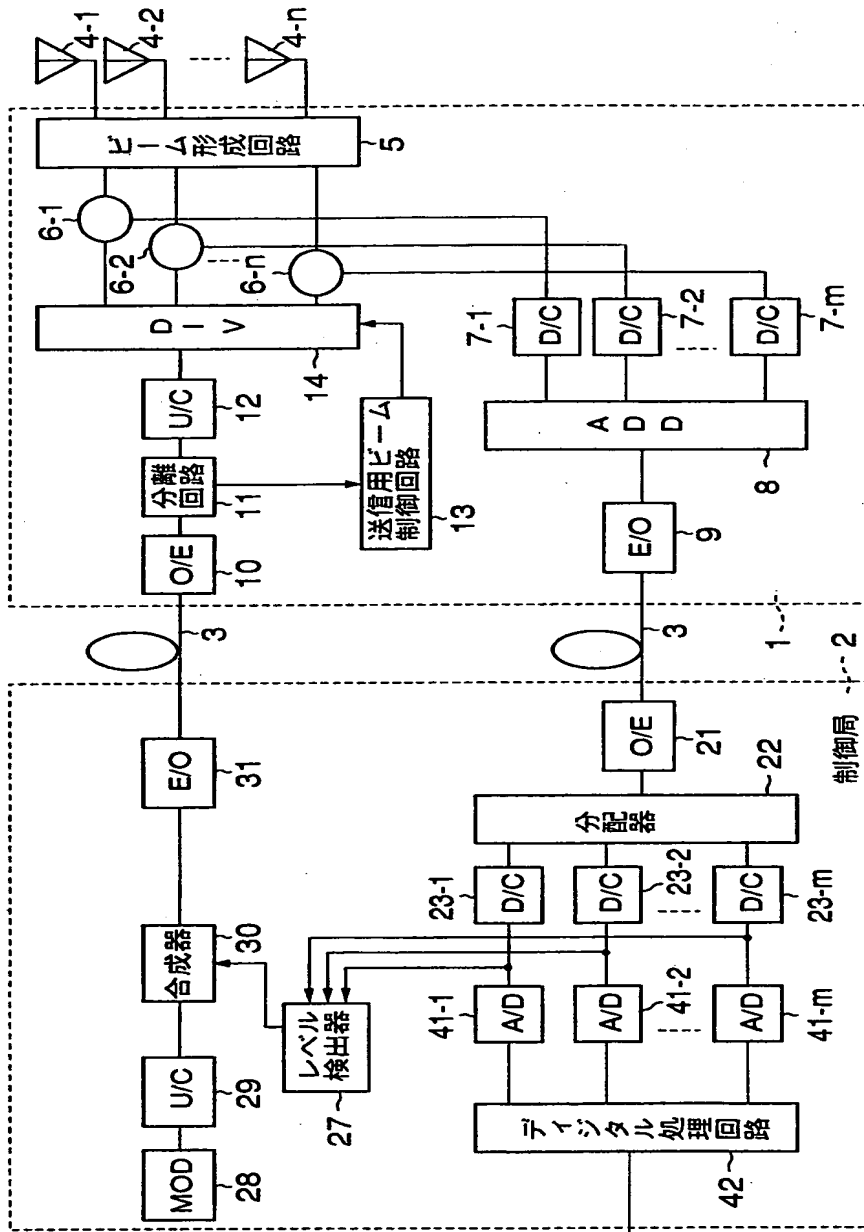 4-1
4-2
4-n
ビーム形成回路
5
6-1
6-2
6-n
DIV
14
U/C
12
分離
回路
11
O/E
10
送信用ビーム
制御回路
13
7-1
D/C
D/C
7-2
D/C
7-m
ADD
8
E/O
9
3
3
1
2
制御局
E/O
31
合成器
30
U/C
29
MOD
28
レベル
検出器
27
O/E
21
分配器
22
23-1
D/C
D/C
23-2
D/C
23-m
41-1
A/D
A/D
41-2
A/D
41-m
ディジタル処理回路
42